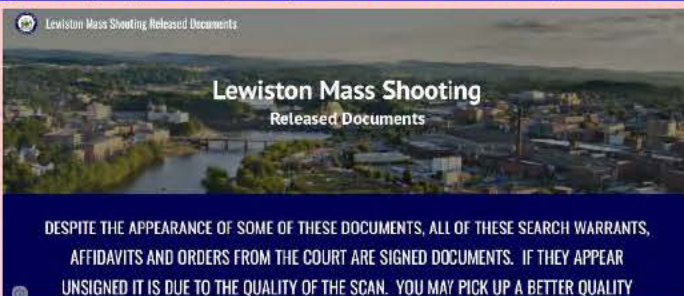 Lewiston Mass Shooting Released Documents
Lewiston Mass Shooting
Released Documents
DESPITE THE APPEARANCE OF SOME OF THESE DOCUMENTS, ALL OF THESE SEARCH WARRANTS,
AFFIDAVITS AND ORDERS FROM THE COURT ARE SIGNED DOCUMENTS. IF THEY APPEAR
UNSIGNED IT IS DUE TO THE QUALITY OF THE SCAN. YOU MAY PICK UP A BETTER QUALITY